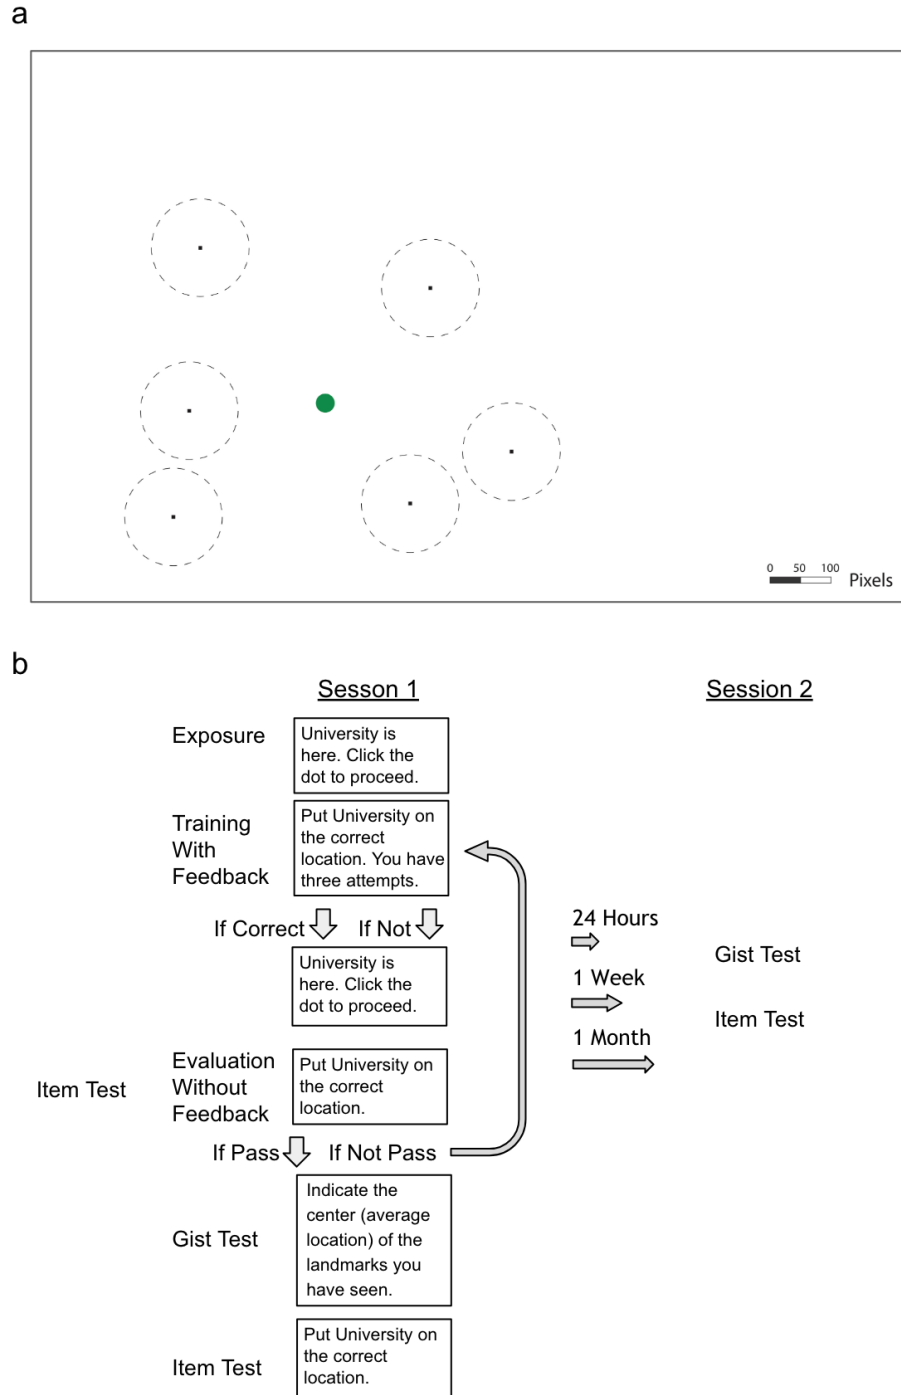 a
0 50 100
Pixels
b
Sesson 1
Session 2
Exposure
University is
here. Click the
dot to proceed.
Training
With
Feedback
Put University on
the correct
location. You have
three attempts.
If Correct
If Not
University is
here. Click the
dot to proceed.
24 Hours
1 Week
1 Month
Gist Test
Item Test
Item Test
Evaluation
Without
Feedback
Put University on
the correct
location.
If Pass
If Not Pass
Gist Test
Indicate the
center (average
location) of the
landmarks you
have seen.
Item Test
Put University on
the correct
location.